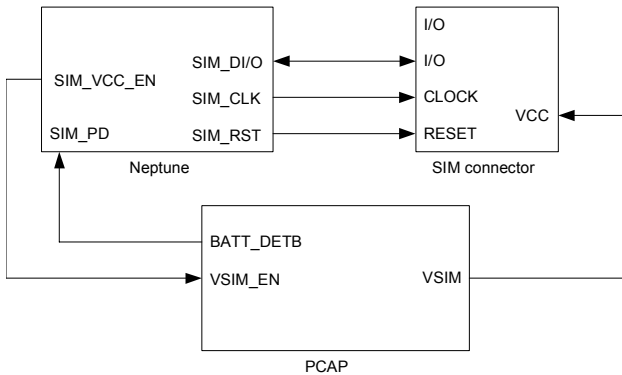 I/O
SIM_DI/O
I/O
SIM_VCC_EN
SIM_CLK
CLOCK
VCC
SIM_PD
SIM_RST
RESET
Neptune
SIM connector
BATT_DETB
VSIM_EN
VSIM
PCAP